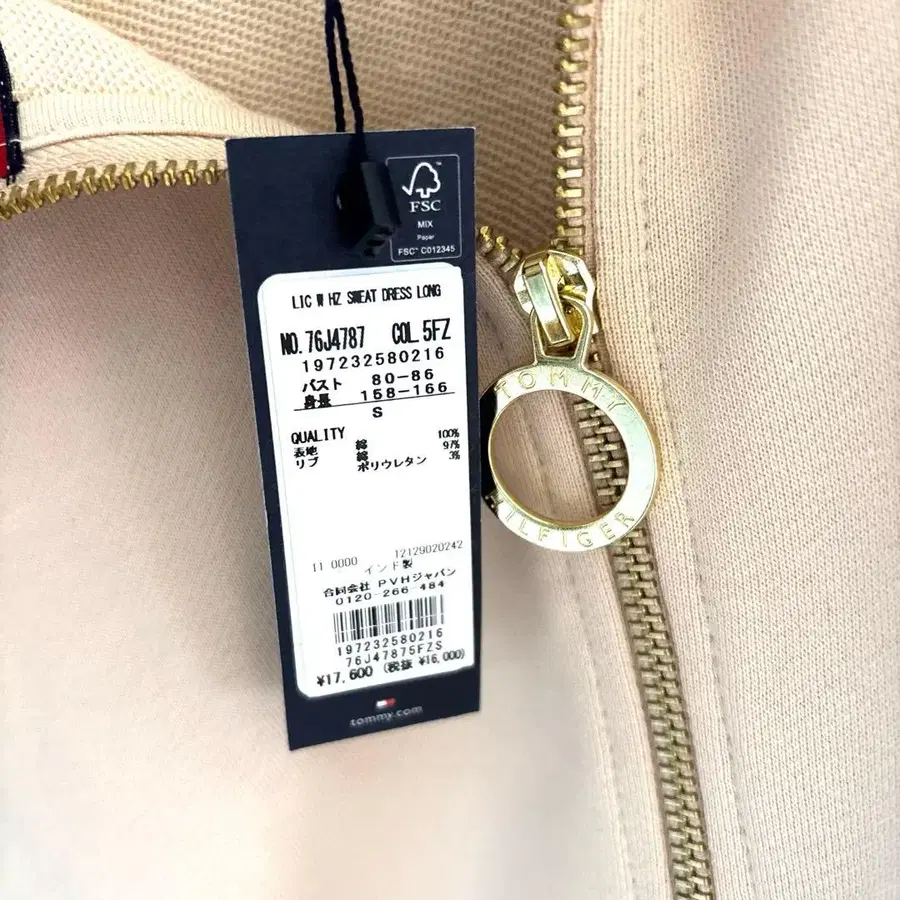 FSC™
MIX
Paper
FSC™ C012345
LIC W HZ SWEAT DRESS LONG
NO. 76J4787 COL. 5FZ
197232580216
バスト 80-86
身長 158-166
S
QUALITY
表地 綿 100%
リブ 綿 97%
ポリウレタン 3%
11 0000 12129020242
インド製
合同会社 PVHジャパン
0120-266-484
197232580216
76J47875FZS
¥17,600 (税抜 ¥16,000)
tommy.com
TOMMY
HILFIGER